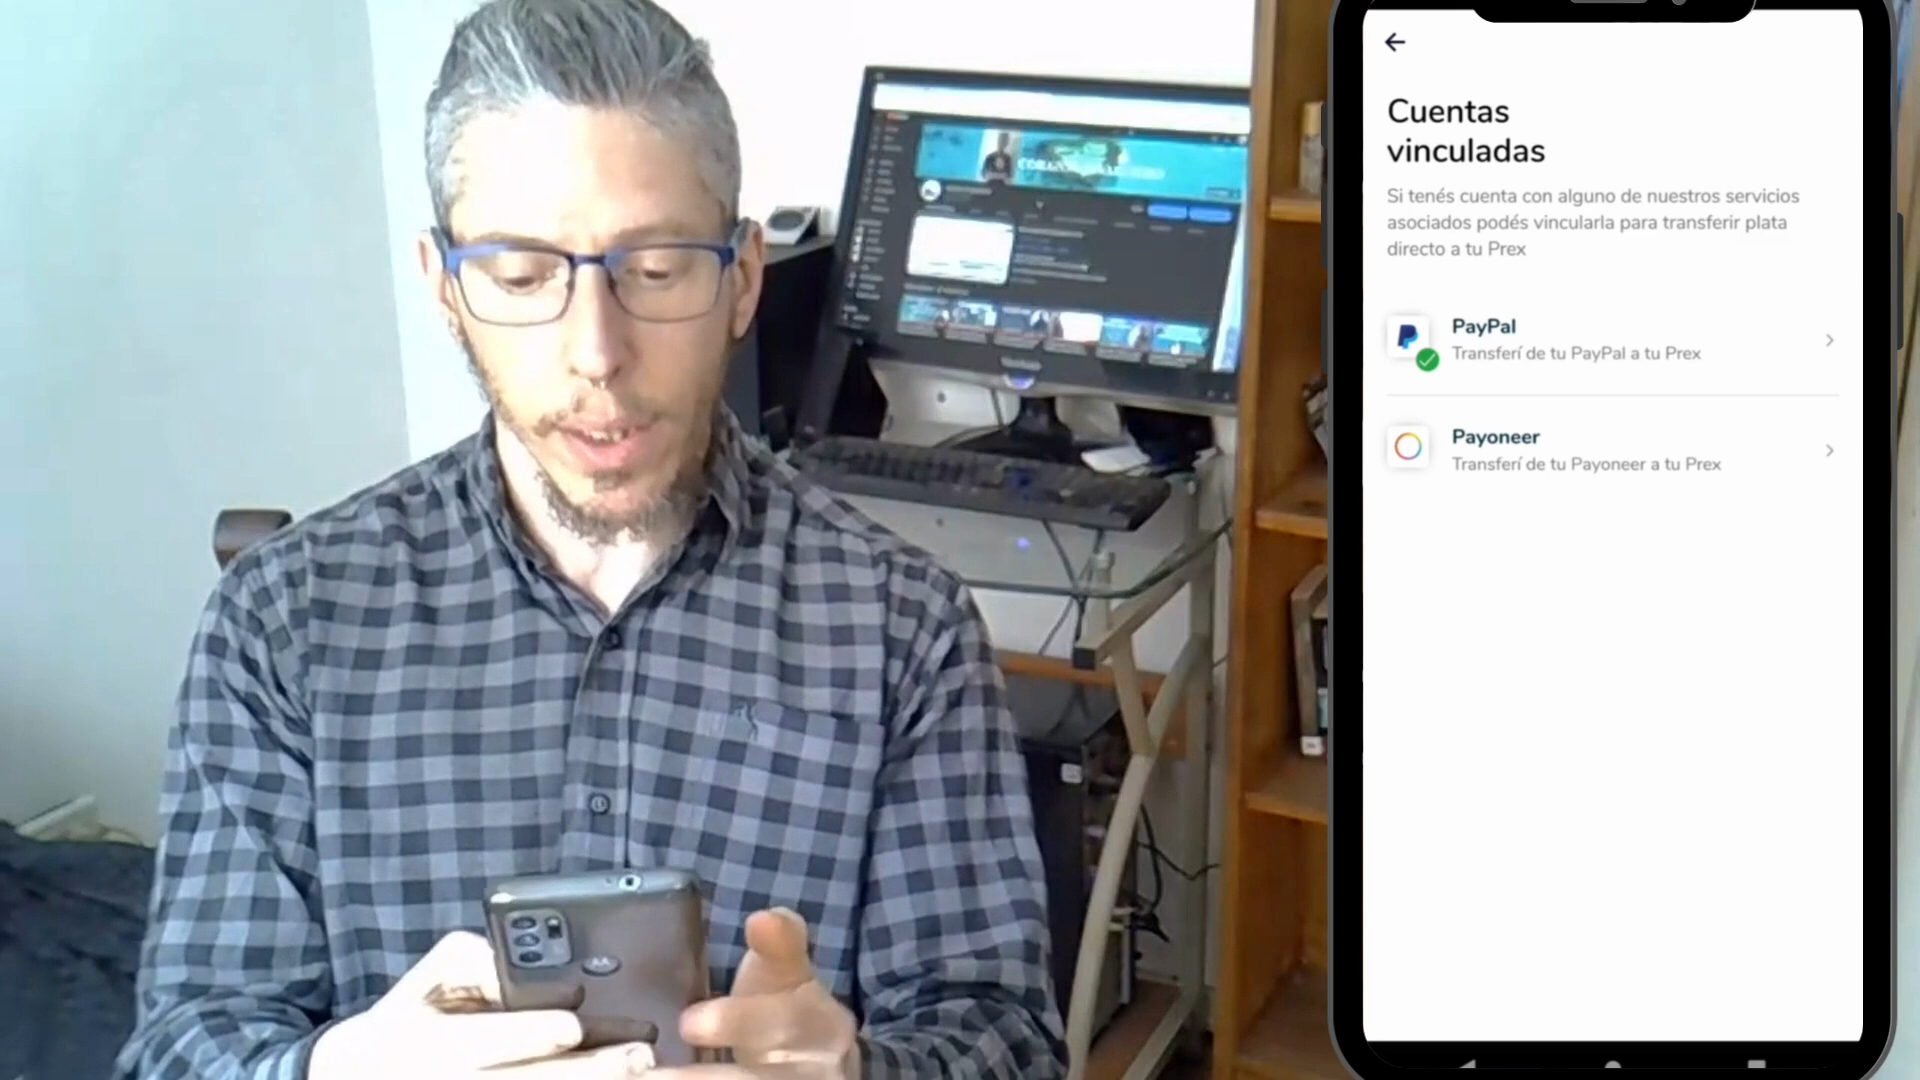 Cuentas
vinculadas
Si tenés cuenta con alguno de nuestros servicios
asociados podés vincularla para transferir plata
directo a tu Prex
PayPal
Transferí de tu PayPal a tu Prex
Payoneer
Transferí de tu Payoneer a tu Prex